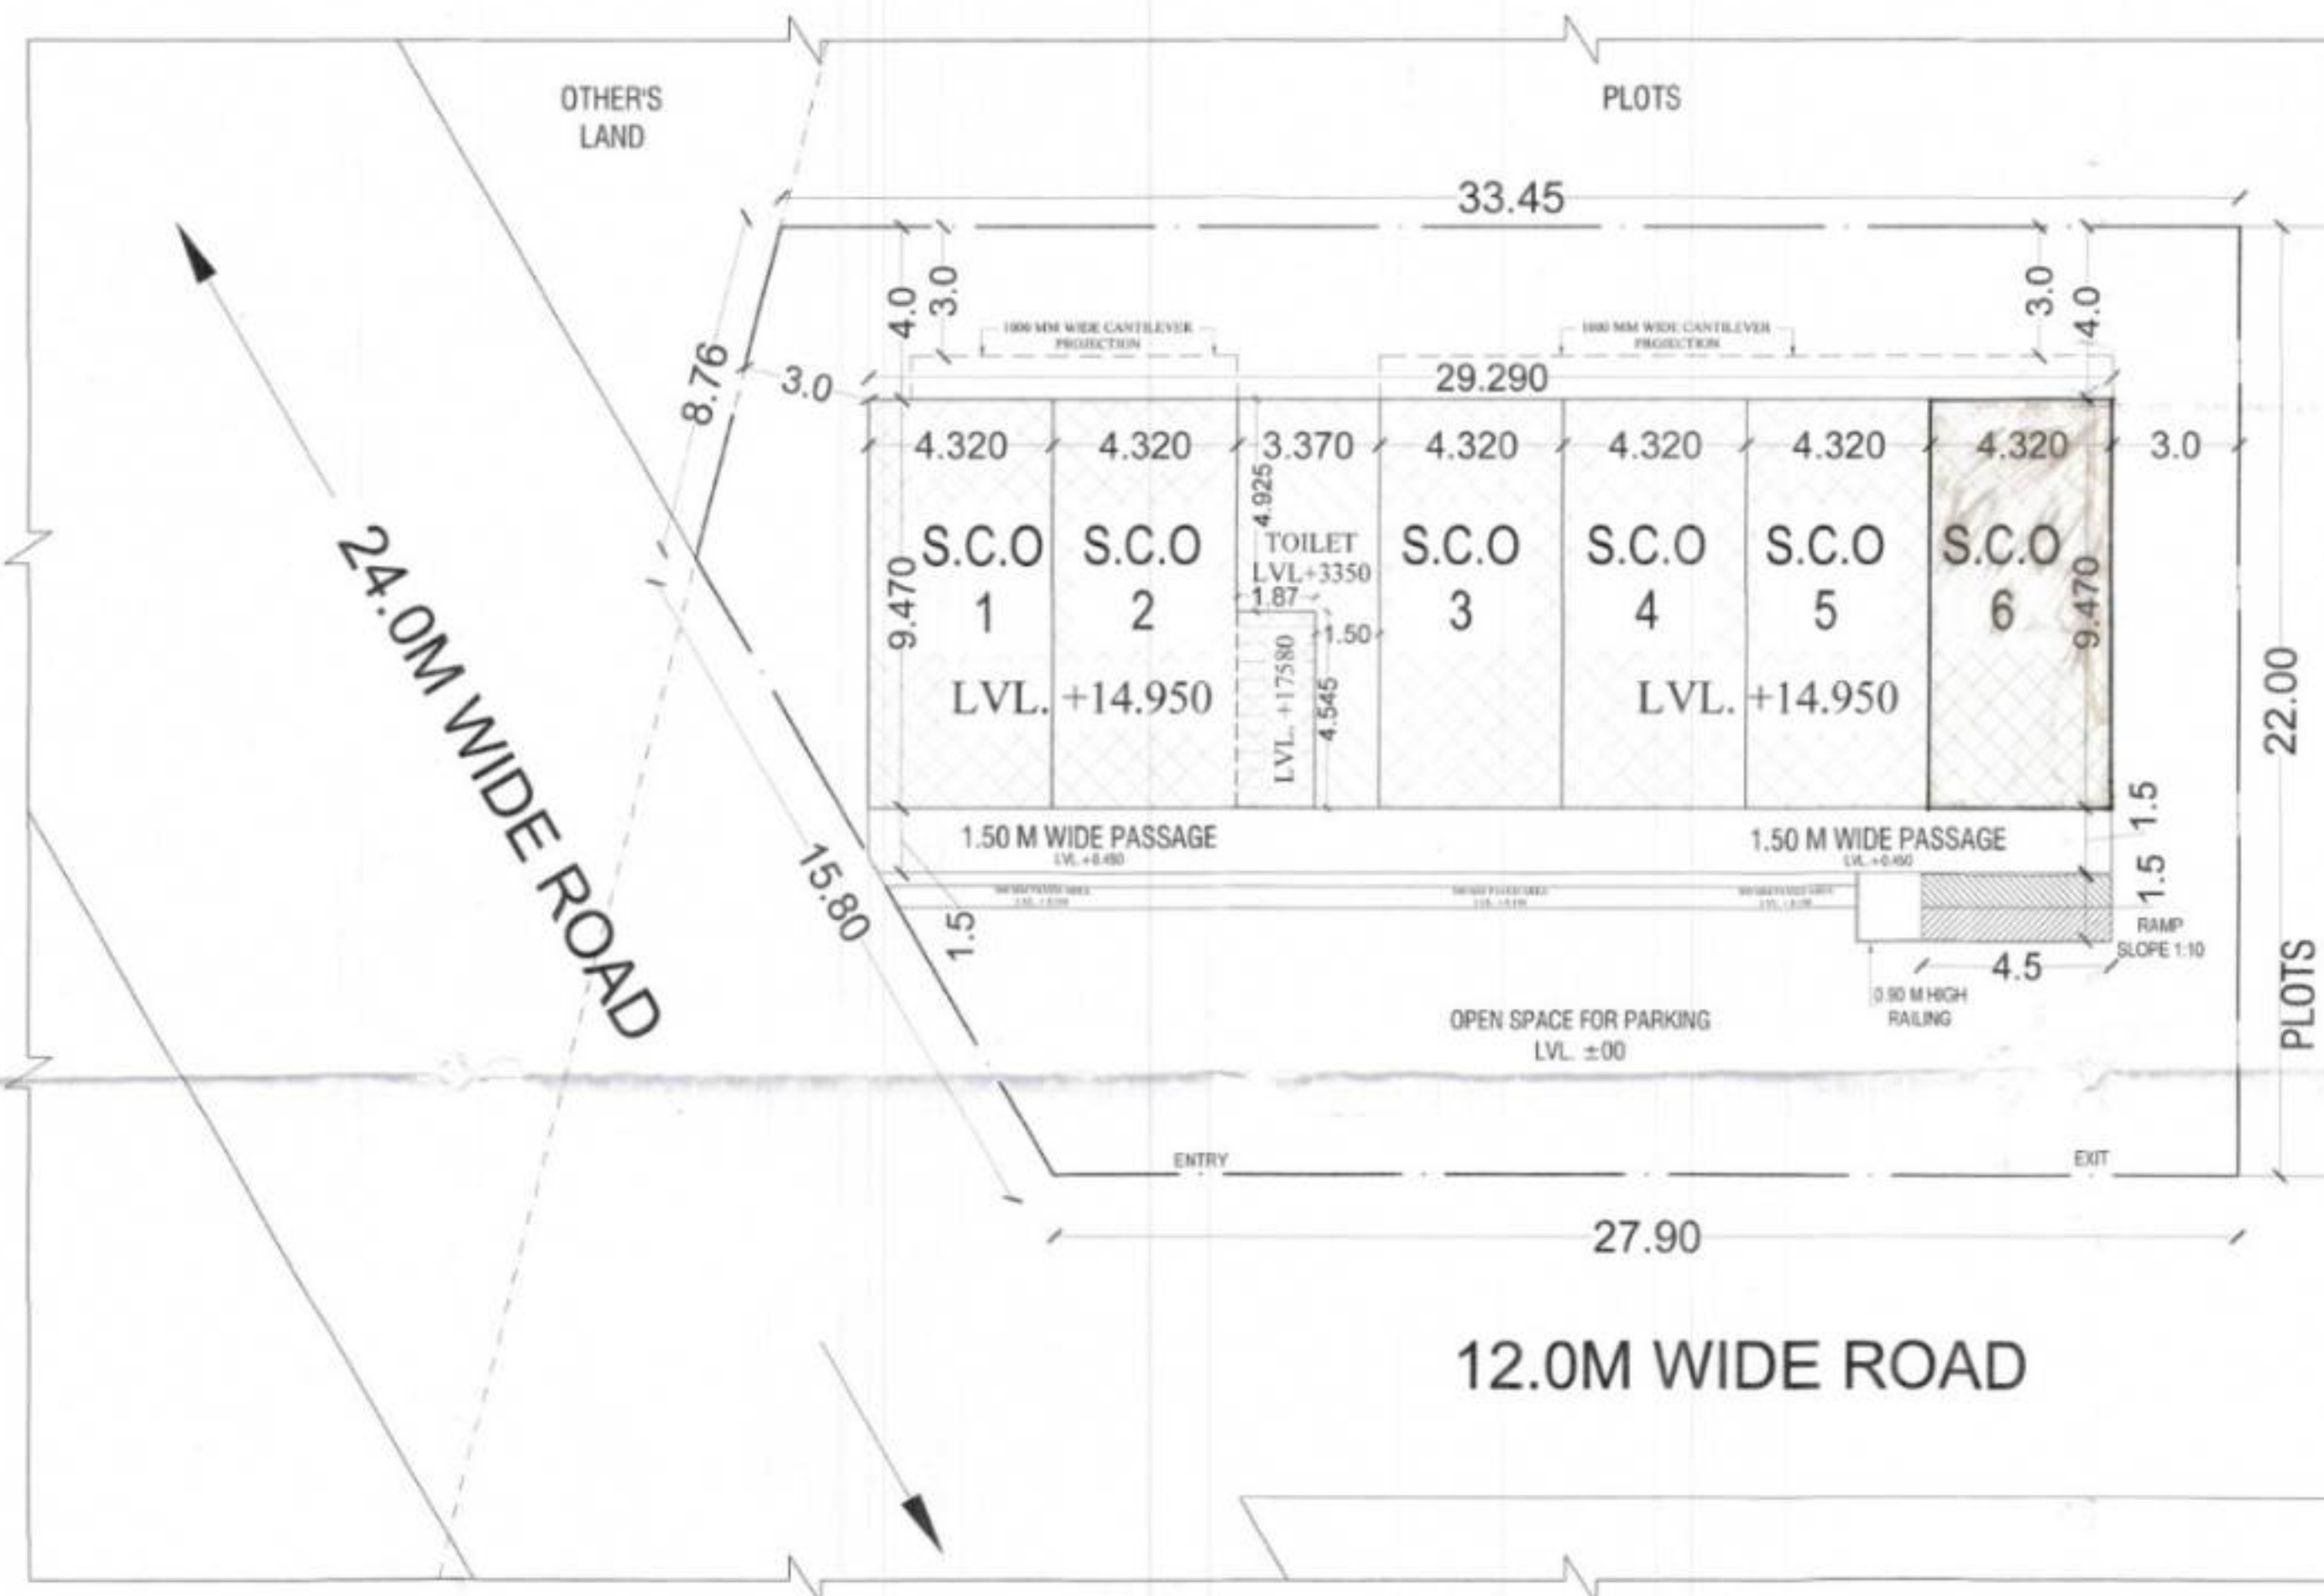 OTHER'S
LAND
PLOTS
33.45
3.0
4.0
3.0
4.0
1000 MM WIDE CANTILEVER
PROJECTION
1000 MM WIDE CANTILEVER
PROJECTION
8.76
3.0
29.290
4.320
4.320
3.370
4.320
4.320
4.320
4.320
3.0
4.925
S.C.O
1
S.C.O
2
TOILET
LVL+3350
S.C.O
3
S.C.O
4
S.C.O
5
S.C.O
6
9.470
1.87
1.50
9.470
LVL. +14.950
LVL. +17580
4.545
LVL. +14.950
24.0M WIDE ROAD
22.00
1.50 M WIDE PASSAGE
1.50 M WIDE PASSAGE
LVL. +0.450
1.5
1.5
15.80
1.5
RAMP
SLOPE 1:10
4.5
0.90 M HIGH
RAILING
PLOTS
OPEN SPACE FOR PARKING
LVL. ±00
ENTRY
EXIT
27.90
12.0M WIDE ROAD